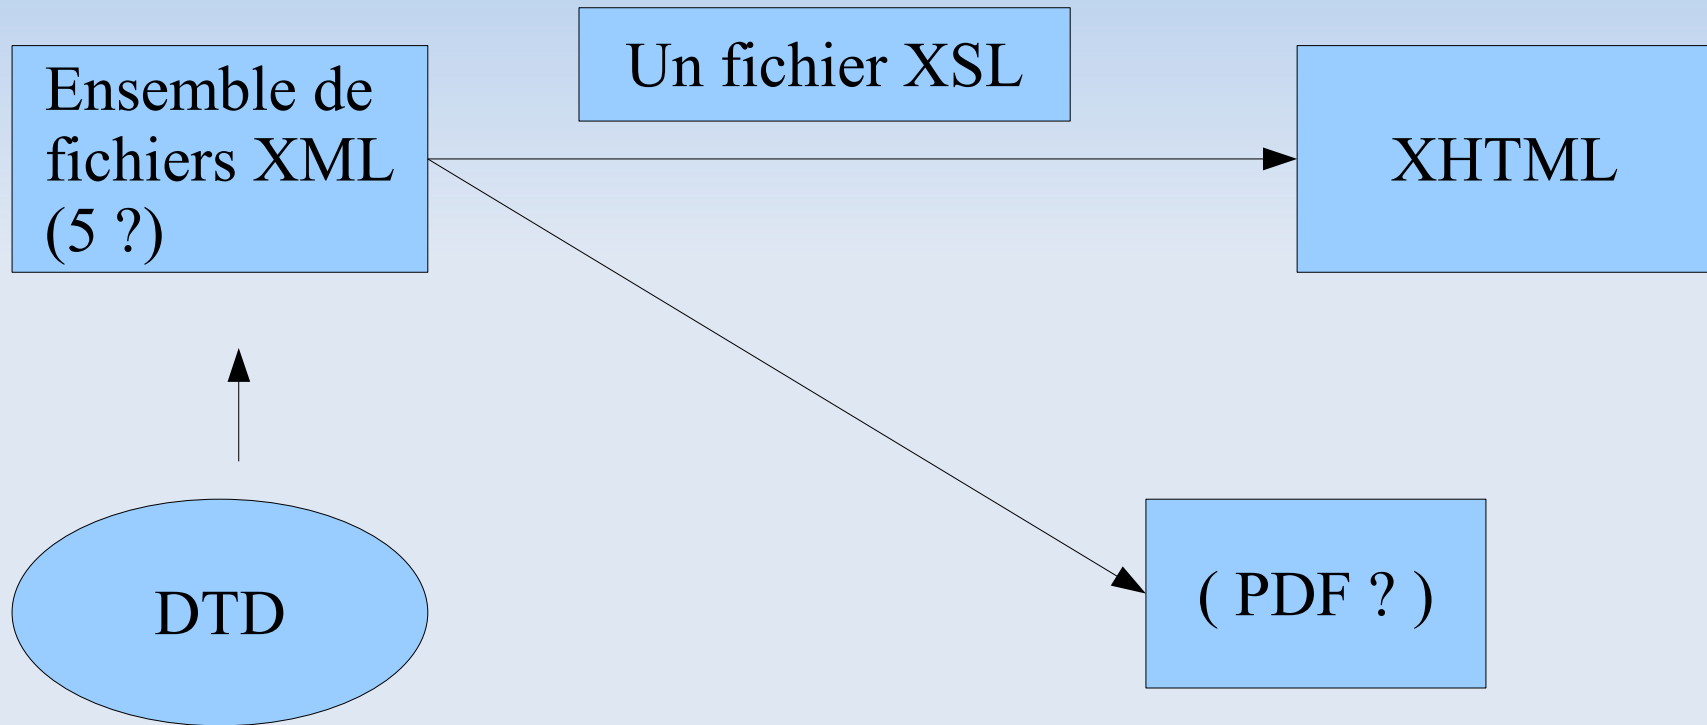 Un fichier XSL
Ensemble de
fichiers XML
(5 ?)
XHTML
( PDF ? )
DTD